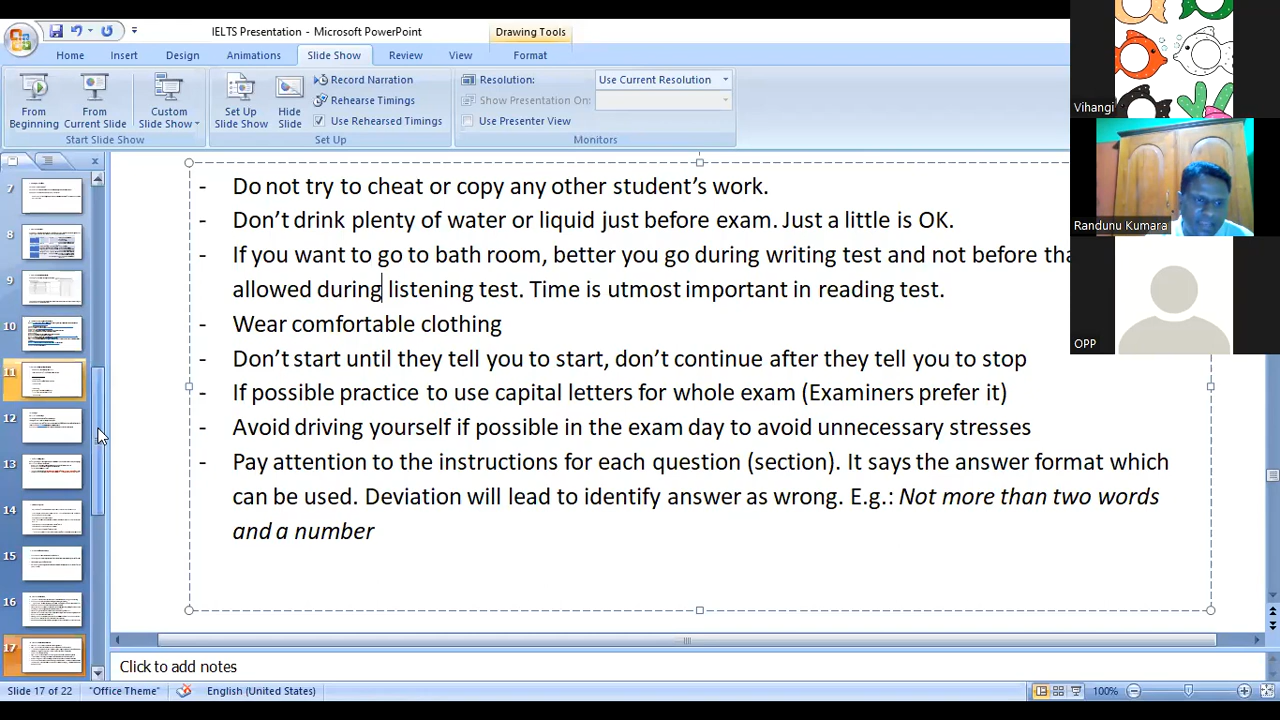 IELTS Presentation - Microsoft PowerPoint
Drawing Tools
Home
Insert
Design
Animations
Slide Show
Review
View
Format
From Beginning
From Current Slide
Custom Slide Show
Start Slide Show
Set Up Slide Show
Hide Slide
Record Narration
Rehearse Timings
Use Rehearsed Timings
Set Up
Resolution:
Use Current Resolution
Show Presentation On:
Use Presenter View
Monitors
Vihangi
Randunu Kumara
OPP
7
8
9
10
11
12
13
14
15
16
17
- Do not try to cheat or copy any other student's work.
- Don't drink plenty of water or liquid just before exam. Just a little is OK.
- If you want to go to bath room, better you go during writing test and not before
allowed during listening test. Time is utmost important in reading test.
- Wear comfortable clothing
- Don't start until they tell you to start, don't continue after they tell you to stop
- If possible practice to use capital letters for whole exam (Examiners prefer it)
- Avoid driving yourself if possible in the exam day to avoid unnecessary stresses
- Pay attention to the instructions for each question (section). It says the answer format which
can be used. Deviation will lead to identify answer as wrong. E.g.: Not more than two words
and a number
Click to add notes
Slide 17 of 22
"Office Theme"
English (United States)
100%